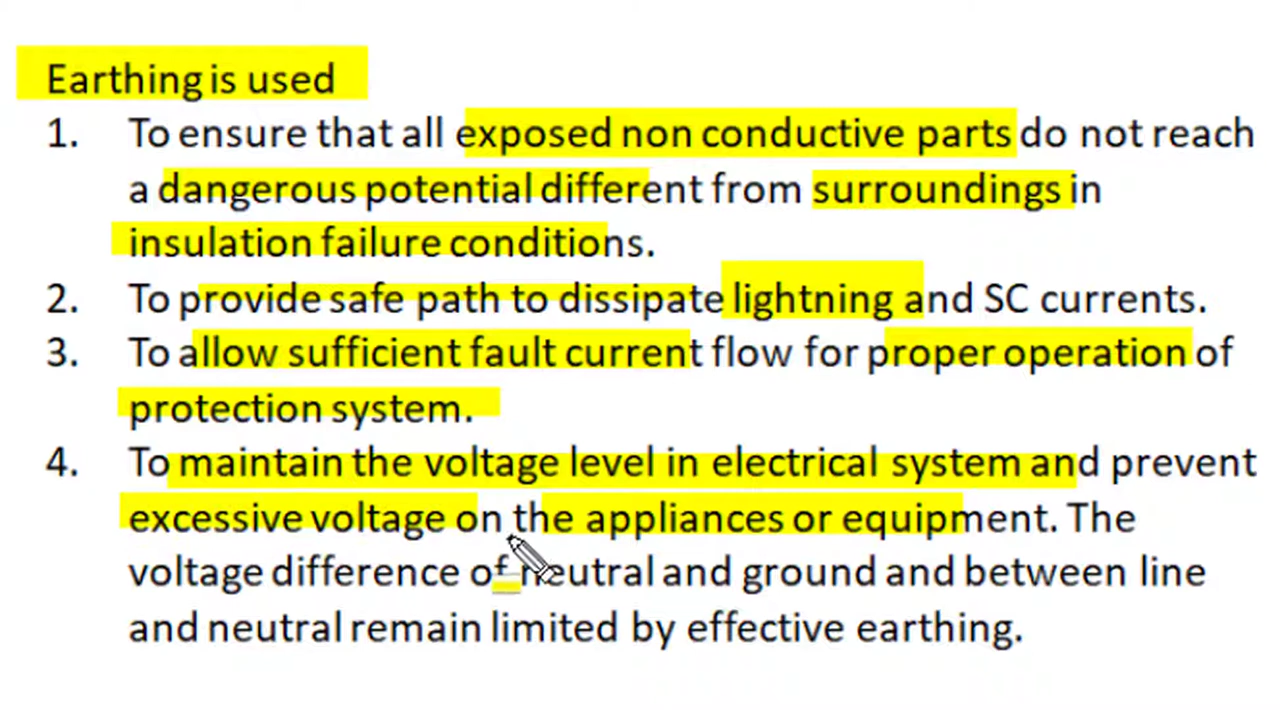 Earthing is used
1. To ensure that all exposed non conductive parts do not reach
a dangerous potential different from surroundings in
insulation failure conditions.
2. To provide safe path to dissipate lightning and SC currents.
3. To allow sufficient fault current flow for proper operation of
protection system.
4. To maintain the voltage level in electrical system and prevent
excessive voltage on the appliances or equipment. The
voltage difference of neutral and ground and between line
and neutral remain limited by effective earthing.